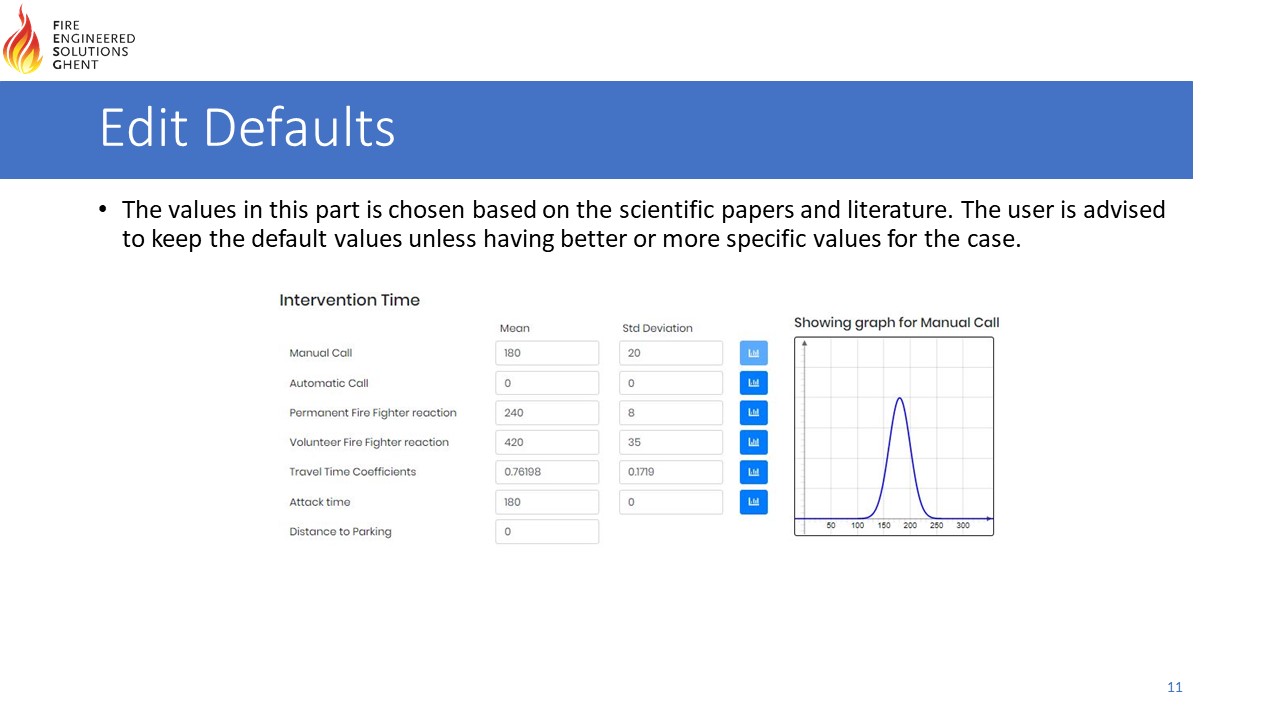 FIRE
ENGINEERED
SOLUTIONS
GHENT
Edit Defaults
• The values in this part is chosen based on the scientific papers and literature. The user is advised
to keep the default values unless having better or more specific values for the case.
Intervention Time
Mean Std Deviation
Manual Call 180 20
Automatic Call 0 0
Permanent Fire Fighter reaction 240 8
Volunteer Fire Fighter reaction 420 35
Travel Time Coefficients 0.76198 0.1719
Attack time 180 0
Distance to Parking 0
Showing graph for Manual Call
50 100 150 200 250 300
11